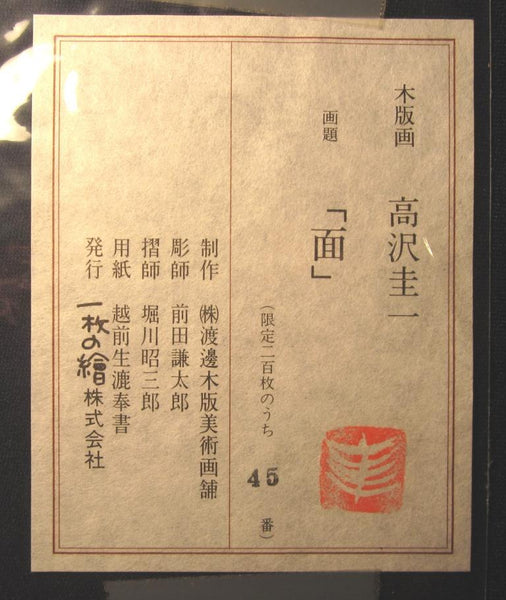 木版画 高沢圭一
画題 「面」
(限定二百枚のうち 45 番)
制作 ㈱渡邊木版美術画舗
彫師 前田謙太郎
摺師 堀川昭三郎
用紙 越前生漉奉書
発行 一枚の繪株式会社